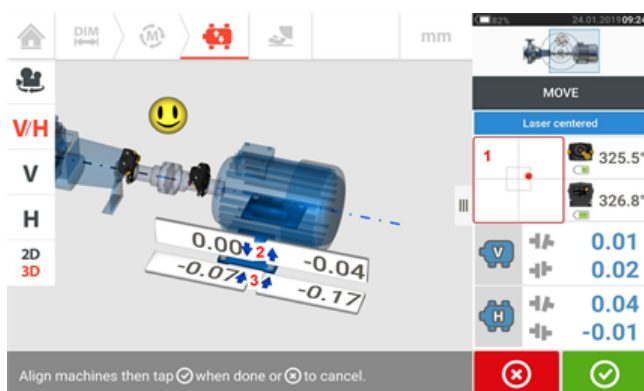 DIM
M
mm
82%
24.01.2019 09:24
V/H
V
H
2D
3D
MOVE
Laser centered
1
325.5°
326.8°
0.00 2 -0.04
-0.07 3 -0.17
V
0.01
0.02
H
0.04
-0.01
Align machines then tap when done or to cancel.